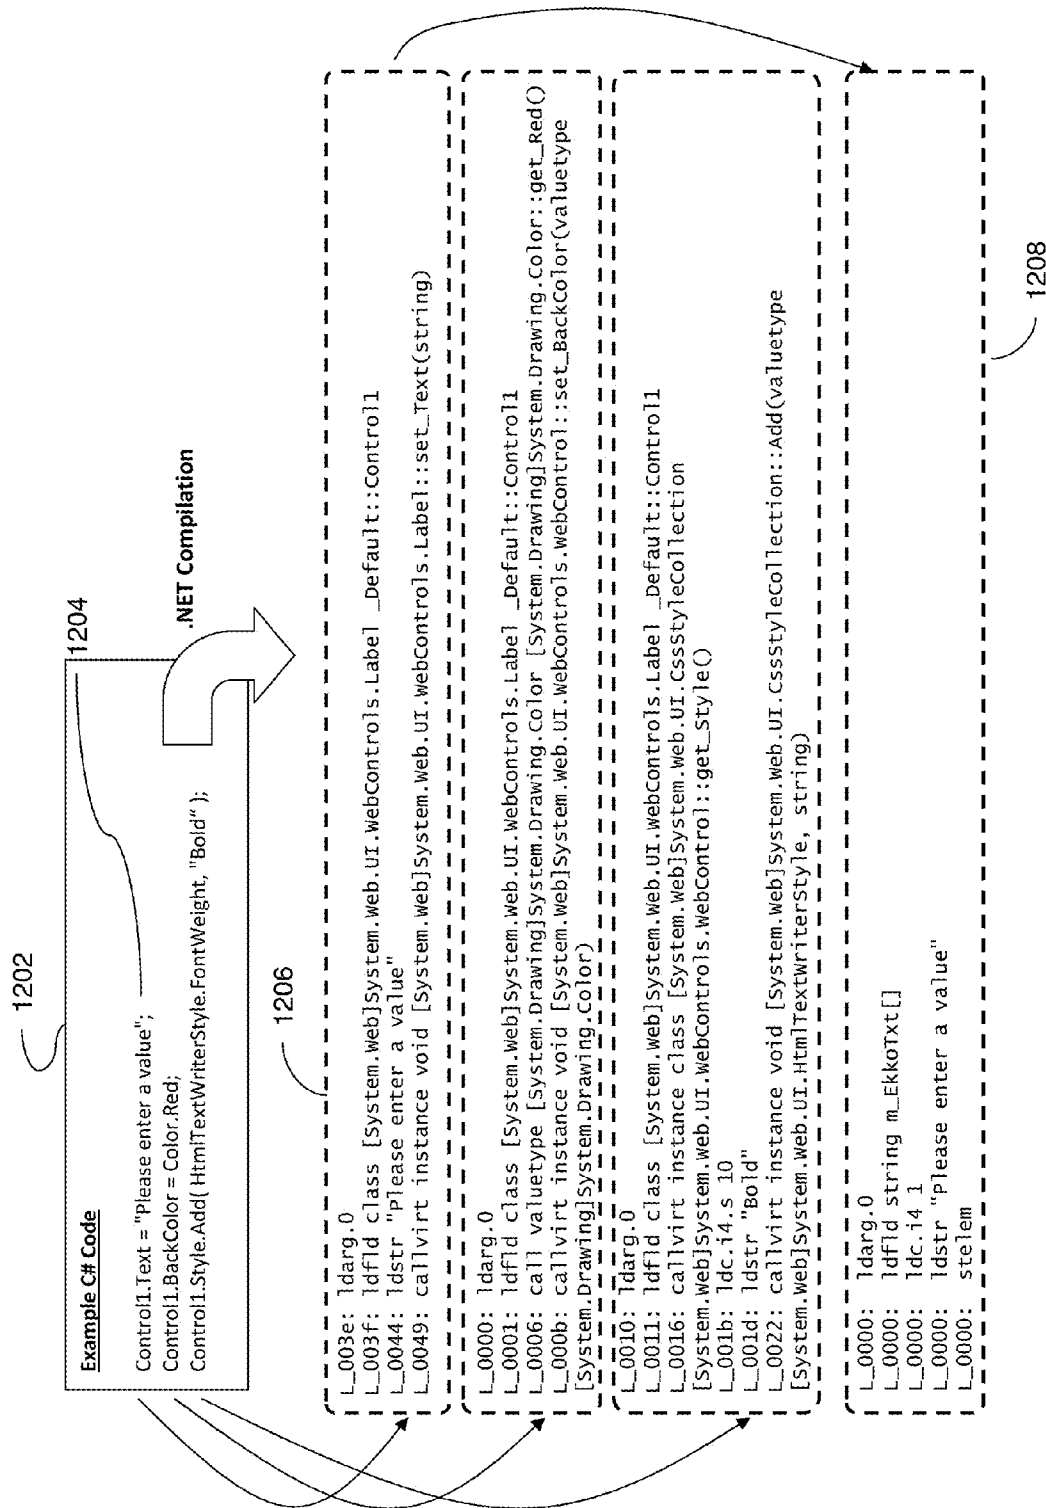 1202
Example C# Code
1204
Control1.Text = "Please enter a value";
Control1.BackColor = Color.Red;
Control1.Style.Add( HtmlTextWriterStyle.FontWeight, "Bold" );
.NET Compilation
1206
L_003e: ldarg.0
L_003f: ldfld class [System.Web]System.Web.UI.WebControls.Label _Default::Control1
L_0044: ldstr "Please enter a value"
L_0049: callvirt instance void [System.Web]System.Web.UI.WebControls.Label::set_Text(string)
L_0000: ldarg.0
L_0001: ldfld class [System.Web]System.Web.UI.WebControls.Label _Default::Control1
L_0006: call valuetype [System.Drawing]System.Drawing.Color [System.Drawing]System.Drawing.Color::get_Red()
L_000b: callvirt instance void [System.Web]System.Web.UI.WebControls.WebControl::set_BackColor(valuetype
[System.Drawing]System.Drawing.Color)
L_0010: ldarg.0
L_0011: ldfld class [System.Web]System.Web.UI.WebControls.Label _Default::Control1
L_0016: callvirt instance class [System.Web]System.Web.UI.CssStyleCollection
[System.Web]System.Web.UI.WebControls.WebControl::get_Style()
L_001b: ldc.i4.s 10
L_001d: ldstr "Bold"
L_0022: callvirt instance void [System.Web]System.Web.UI.CssStyleCollection::Add(valuetype
[System.Web]System.Web.UI.HtmlTextWriterStyle, string)
L_0000: ldarg.0
L_0000: ldfld string m_EkkoTxt[]
L_0000: ldc.i4 1
L_0000: ldstr "Please enter a value"
L_0000: stelem
1208